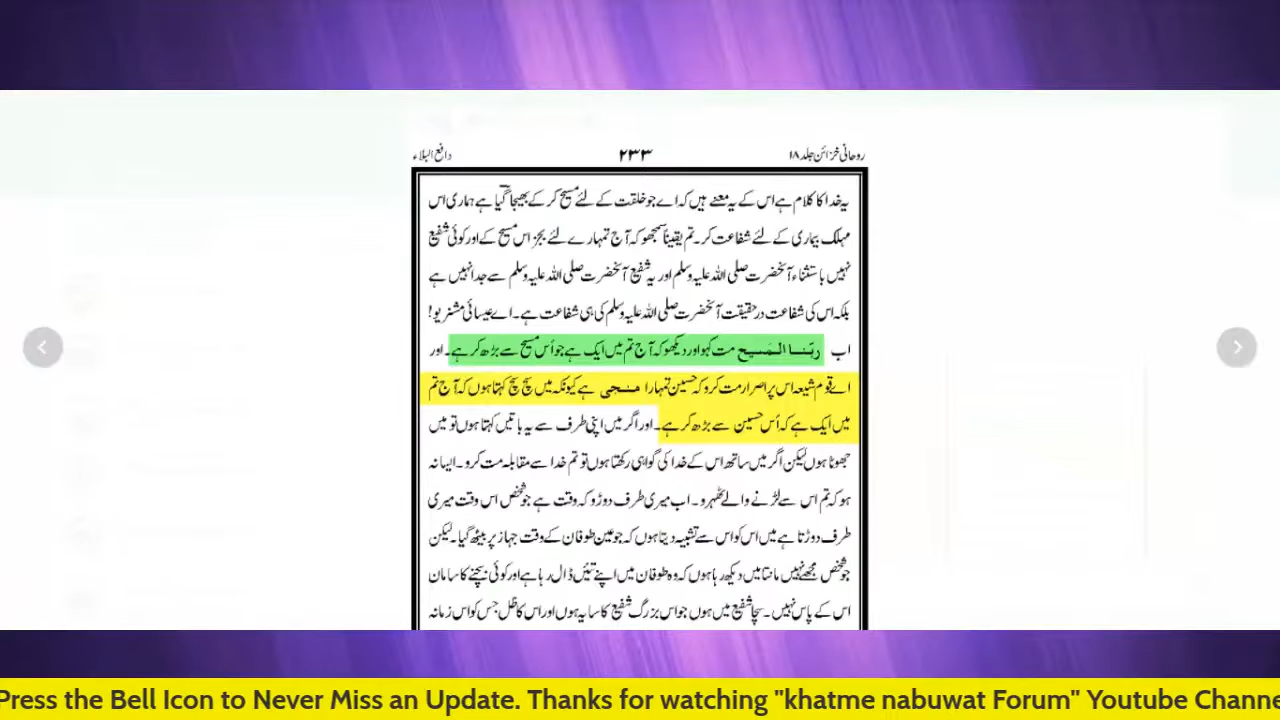 روحانی خزائن جلد ۱۸ ۲۳۳ دافع البلاء
یہ خدا کا کلام ہے اس کے یہ معنے ہیں کہ اے جو خلقت کے لئے مسیح کر کے بھیجا گیا ہے ہماری اس
مہلک بیماری کے لئے شفاعت کر۔ تم یقیناً سمجھو کہ آج تمہارے لئے بجز اس مسیح کے اور کوئی شفیع
نہیں باستثناء آنحضرت صلی اللہ علیہ وسلم اور یہ شفیع آنحضرت صلی اللہ علیہ وسلم سے جدا نہیں ہے
بلکہ اس کی شفاعت درحقیقت آنحضرت صلی اللہ علیہ وسلم کی ہی شفاعت ہے۔ اے عیسائی مشنریو!
اب ربّنا المسیح مت کہو اور دیکھو کہ آج تم میں ایک ہے جو اُس مسیح سے بڑھ کر ہے۔ اور
اے قوم شیعہ اس پر اصرار مت کرو کہ حسین تمہارا منجی ہے کیونکہ میں سچ سچ کہتا ہوں کہ آج تم
میں ایک ہے کہ اُس حسین سے بڑھ کر ہے۔ اور اگر میں اپنی طرف سے یہ باتیں کہتا ہوں تو میں
جھوٹا ہوں لیکن اگر میں ساتھ اس کے خدا کی گواہی رکھتا ہوں تو تم خدا سے مقابلہ مت کرو۔ ایسا نہ
ہو کہ تم اس سے لڑنے والے ٹھہرو۔ اب میری طرف دوڑو کہ وقت ہے جو شخص اس وقت میری
طرف دوڑتا ہے میں اس کو اس سے تشبیہ دیتا ہوں کہ جو عین طوفان کے وقت جہاز پر بیٹھ گیا۔ لیکن
جو شخص مجھے نہیں مانتا میں دیکھ رہا ہوں کہ وہ طوفان میں اپنے تئیں ڈال رہا ہے اور کوئی بچنے کا سامان
اس کے پاس نہیں۔ سچا شفیع میں ہوں جو اس بزرگ شفیع کا سایہ ہوں اور اس کا ظل جس کو اس زمانہ
Press the Bell Icon to Never Miss an Update. Thanks for watching "khatme nabuwat Forum" Youtube Channe